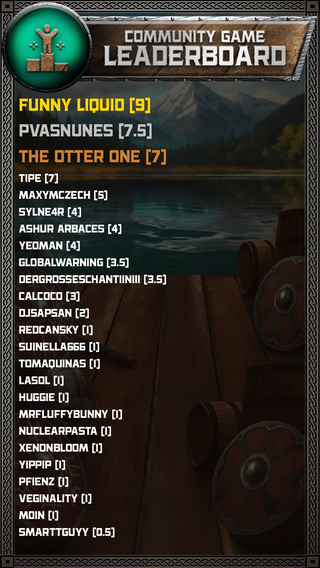 COMMUNITY GAME
LEADERBOARD
FUNNY LIQUID [9]
PVASNUNES [7.5]
THE OTTER ONE [7]
TIPE [7]
MAXYMCZECH [5]
SYLNE4R [4]
ASHUR ARBACES [4]
YEOMAN [4]
GLOBALWARNING [3.5]
DERGROSSESCHANTIINIII [3.5]
CALCOCO [3]
DJSAPSAN [2]
REDCANSKY [1]
SUINELLA666 [1]
TOMAQUINAS [1]
LASOL [1]
HUGGIE [1]
MRFLUFFYBUNNY [1]
NUCLEARPASTA [1]
XENONBLOOM [1]
YIPPIP [1]
PFIENZ [1]
VEGINALITY [1]
MOIN [1]
SMARTTGUYY [0.5]